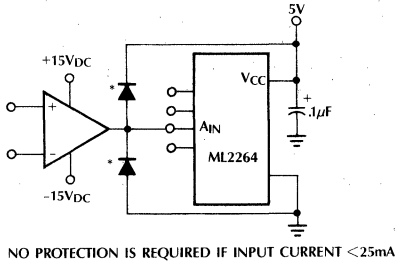 5V
+15VDC
VCC
+
.1µF
*
+
AIN
−
*
ML2264
−15VDC
NO PROTECTION IS REQUIRED IF INPUT CURRENT <25mA